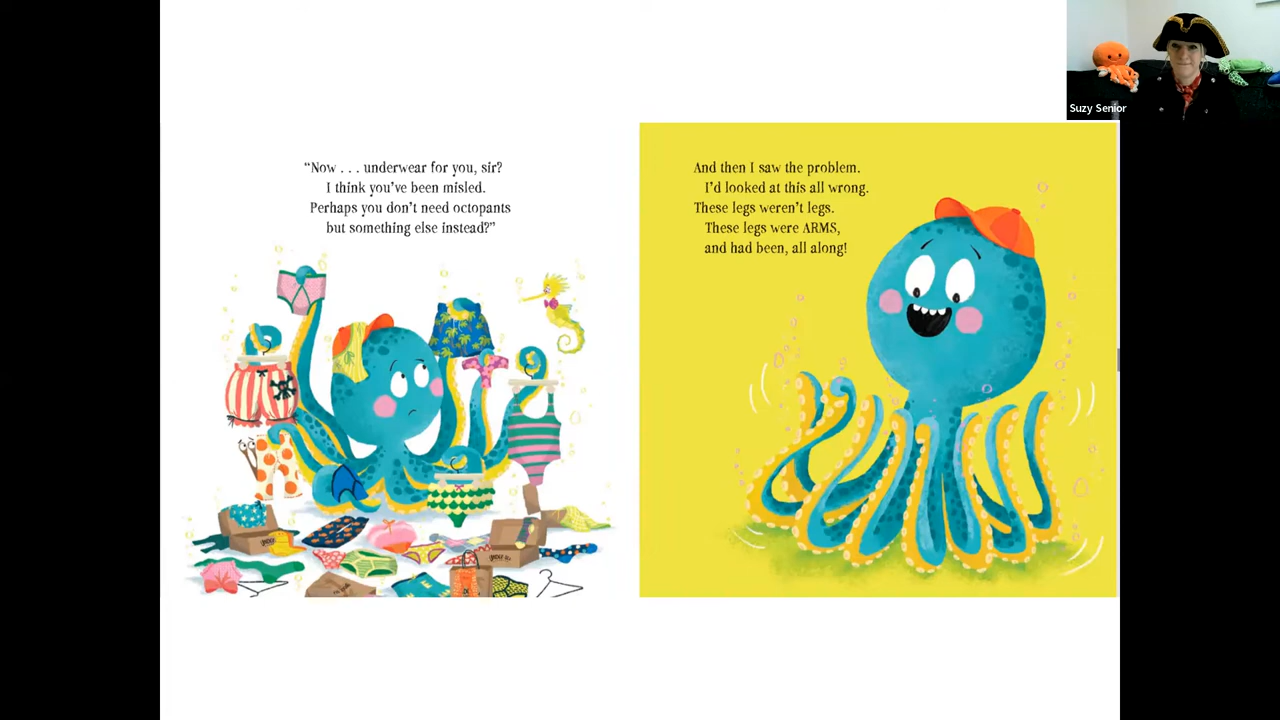 Suzy Senior
“Now . . . underwear for you, sir?
I think you’ve been misled.
Perhaps you don’t need octopants
but something else instead?”
And then I saw the problem.
I’d looked at this all wrong.
These legs weren’t legs.
These legs were ARMS,
and had been, all along!